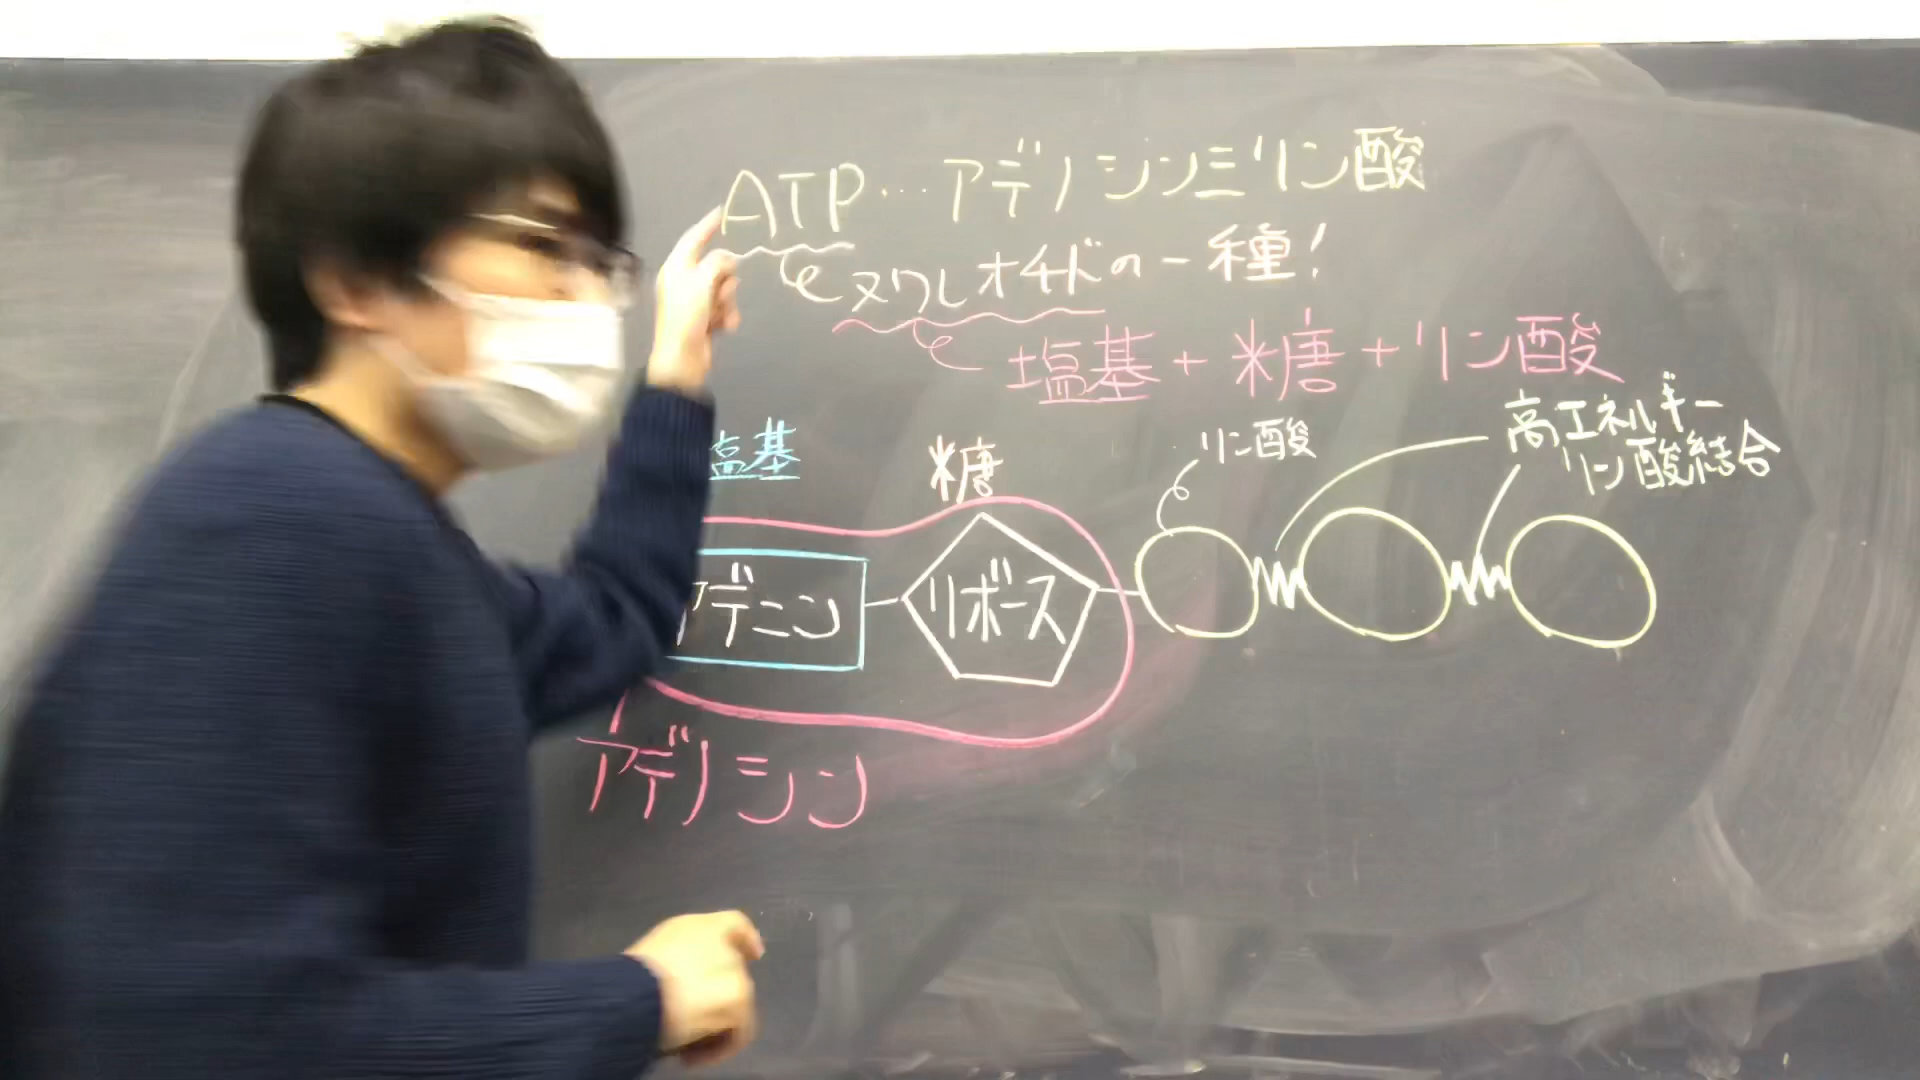 ATP…アデノシン三リン酸
ヌクレオチドの一種!
塩基+糖+リン酸
塩基
糖
リン酸
高エネルギー
リン酸結合
アデニン
リボース
アデノシン